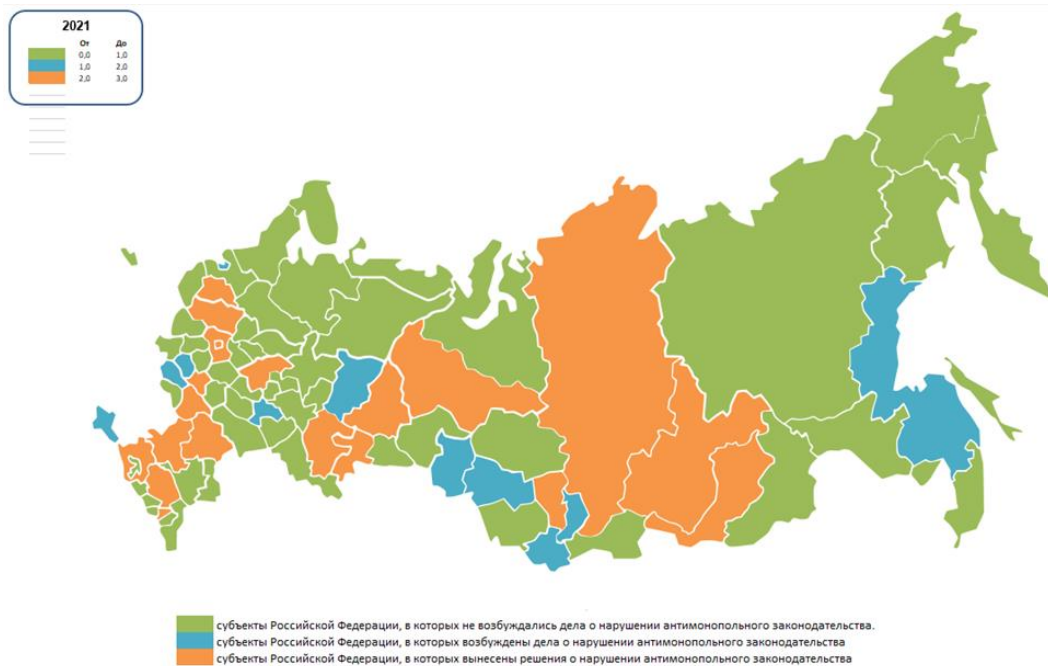 2021
От До
0,0 1,0
1,0 2,0
2,0 3,0
субъекты Российской Федерации, в которых не возбуждались дела о нарушении антимонопольного законодательства.
субъекты Российской Федерации, в которых возбуждены дела о нарушении антимонопольного законодательства
субъекты Российской Федерации, в которых вынесены решения о нарушении антимонопольного законодательства